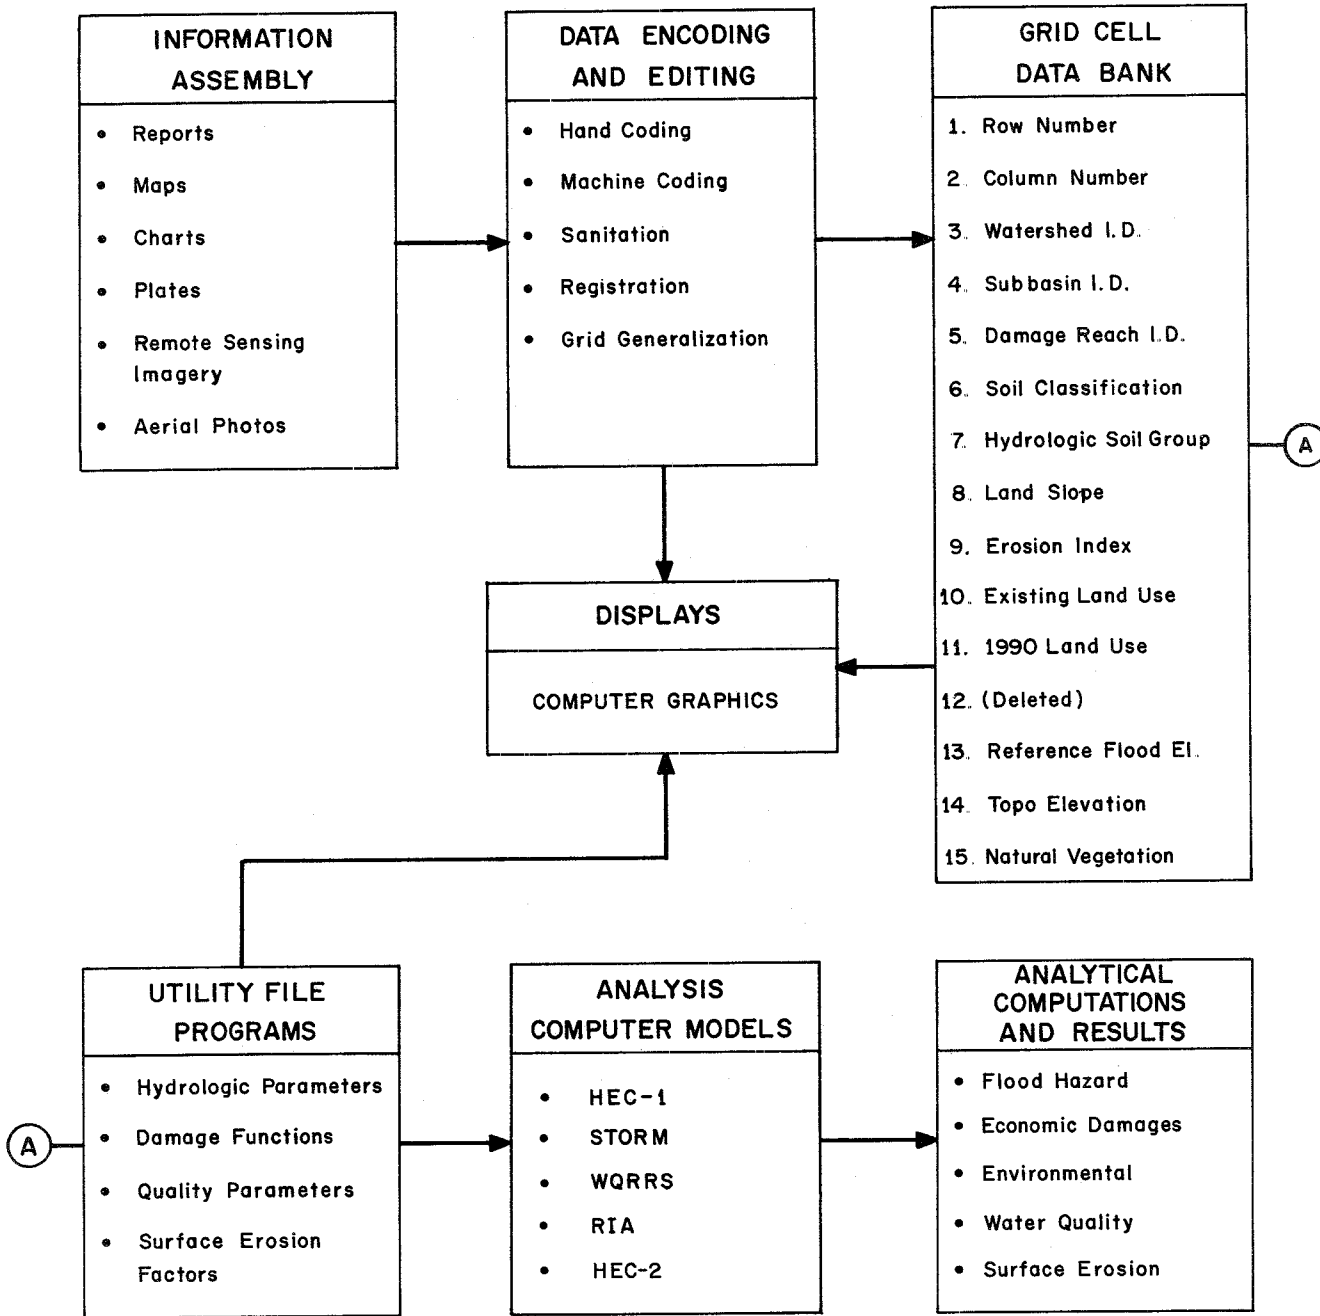 INFORMATION
ASSEMBLY
• Reports
• Maps
• Charts
• Plates
• Remote Sensing
Imagery
• Aerial Photos
DATA ENCODING
AND EDITING
• Hand Coding
• Machine Coding
• Sanitation
• Registration
• Grid Generalization
GRID CELL
DATA BANK
1. Row Number
2. Column Number
3. Watershed I.D.
4. Subbasin I.D.
5. Damage Reach I.D.
6. Soil Classification
7. Hydrologic Soil Group
8. Land Slope
9. Erosion Index
10. Existing Land Use
11. 1990 Land Use
12. (Deleted)
13. Reference Flood El.
14. Topo Elevation
15. Natural Vegetation
A
DISPLAYS
COMPUTER GRAPHICS
A
UTILITY FILE
PROGRAMS
• Hydrologic Parameters
• Damage Functions
• Quality Parameters
• Surface Erosion
Factors
ANALYSIS
COMPUTER MODELS
• HEC-1
• STORM
• WQRRS
• RIA
• HEC-2
ANALYTICAL
COMPUTATIONS
AND RESULTS
• Flood Hazard
• Economic Damages
• Environmental
• Water Quality
• Surface Erosion